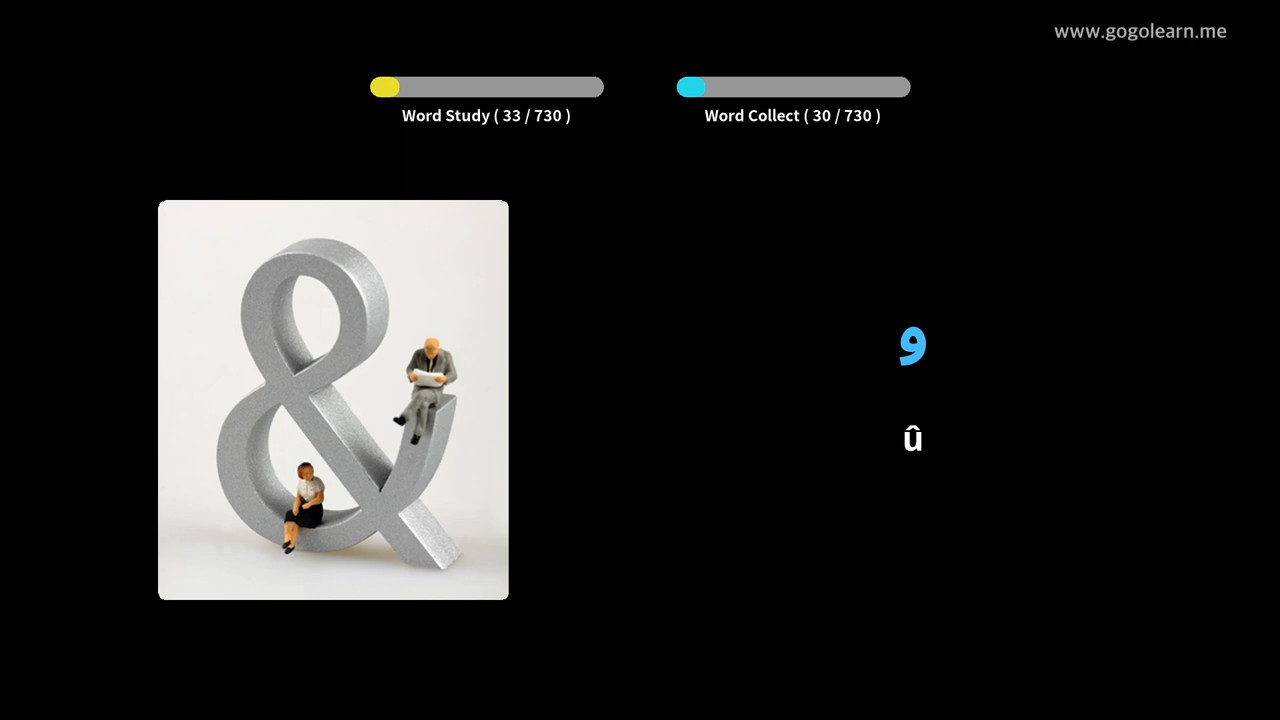 www.gogolearn.me
Word Study ( 33 / 730 )
Word Collect ( 30 / 730 )
&
و
û